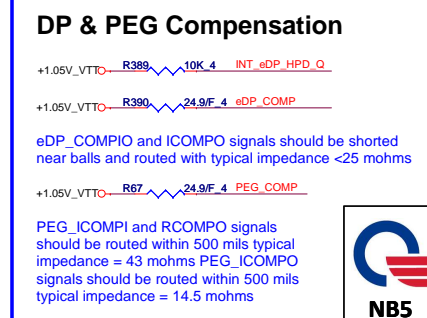 DP & PEG Compensation
+1.05V_VTT R389 10K_4 INT_eDP_HPD_Q
+1.05V_VTT R390 24.9/F_4 eDP_COMP
eDP_COMPIO and ICOMPO signals should be shorted
near balls and routed with typical impedance <25 mohms
+1.05V_VTT R67 24.9/F_4 PEG_COMP
PEG_ICOMPI and RCOMPO signals
should be routed within 500 mils typical
impedance = 43 mohms PEG_ICOMPO
signals should be routed within 500 mils
typical impedance = 14.5 mohms
NB5